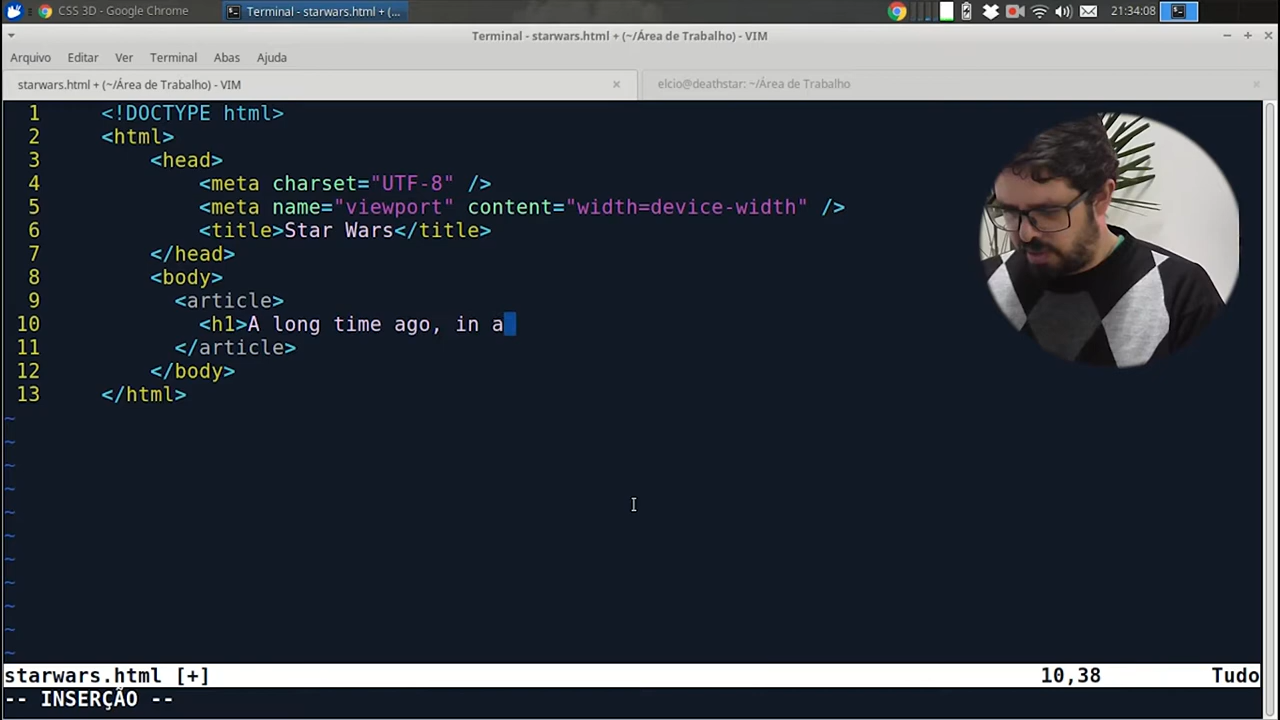 CSS 3D - Google Chrome
Terminal - starwars.html + (...
21:34:08
Terminal - starwars.html + (~/Área de Trabalho) - VIM
Arquivo Editar Ver Terminal Abas Ajuda
starwars.html + (~/Área de Trabalho) - VIM
elcio@deathstar: ~/Área de Trabalho
1 <!DOCTYPE html>
2 <html>
3 <head>
4 <meta charset="UTF-8" />
5 <meta name="viewport" content="width=device-width" />
6 <title>Star Wars</title>
7 </head>
8 <body>
9 <article>
10 <h1>A long time ago, in a
11 </article>
12 </body>
13 </html>
~
~
~
~
~
~
~
~
~
~
~
starwars.html [+] 10,38 Tudo
-- INSERÇÃO --